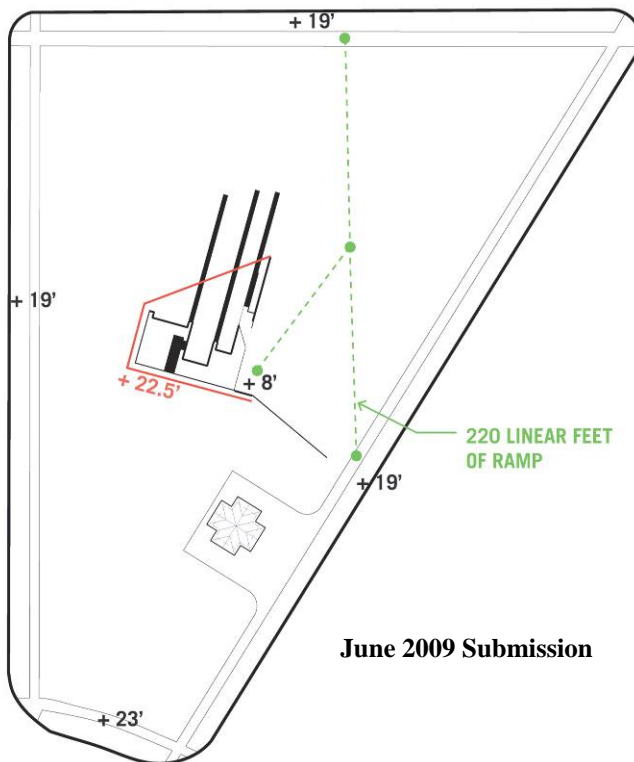 + 19'
+ 19'
+ 22.5'
+ 8'
220 LINEAR FEET
OF RAMP
+ 19'
June 2009 Submission
+ 23'